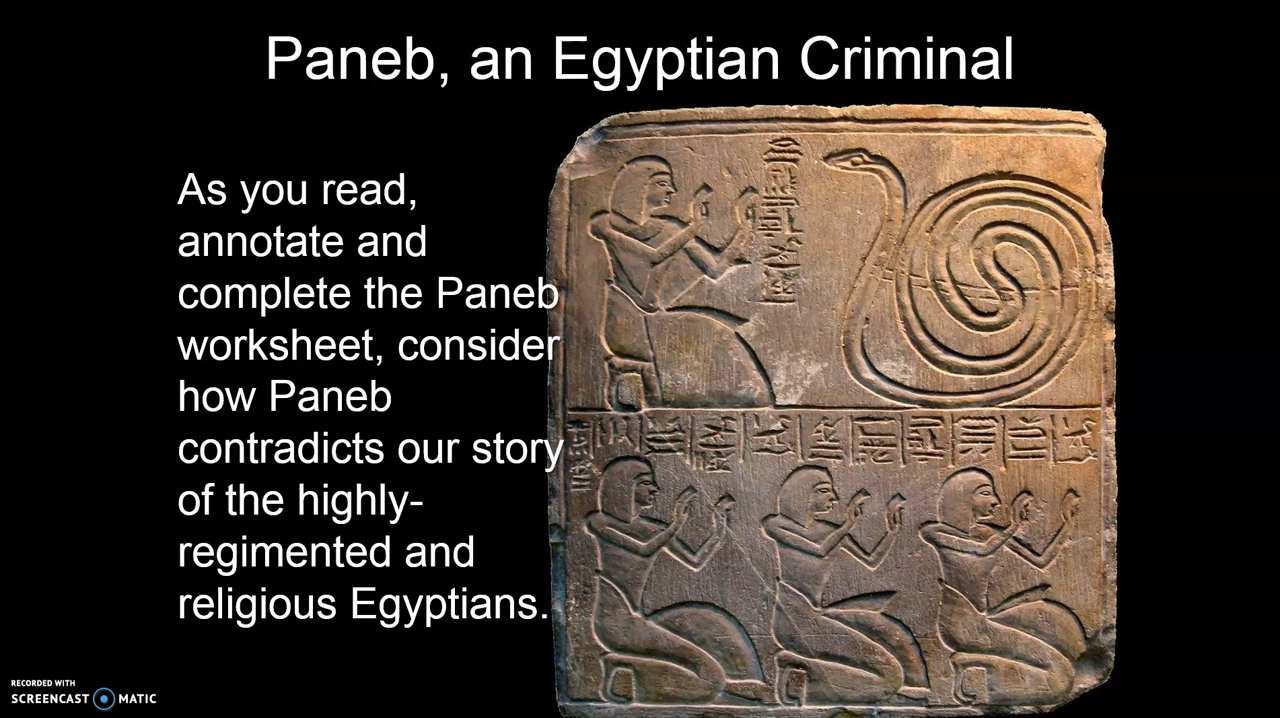 Paneb, an Egyptian Criminal
As you read,
annotate and
complete the Paneb
worksheet, consider
how Paneb
contradicts our story
of the highly-
regimented and
religious Egyptians.
RECORDED WITH
SCREENCAST MATIC